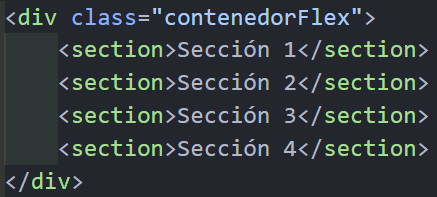 <div class="contenedorFlex">
    <section>Sección 1</section>
    <section>Sección 2</section>
    <section>Sección 3</section>
    <section>Sección 4</section>
</div>